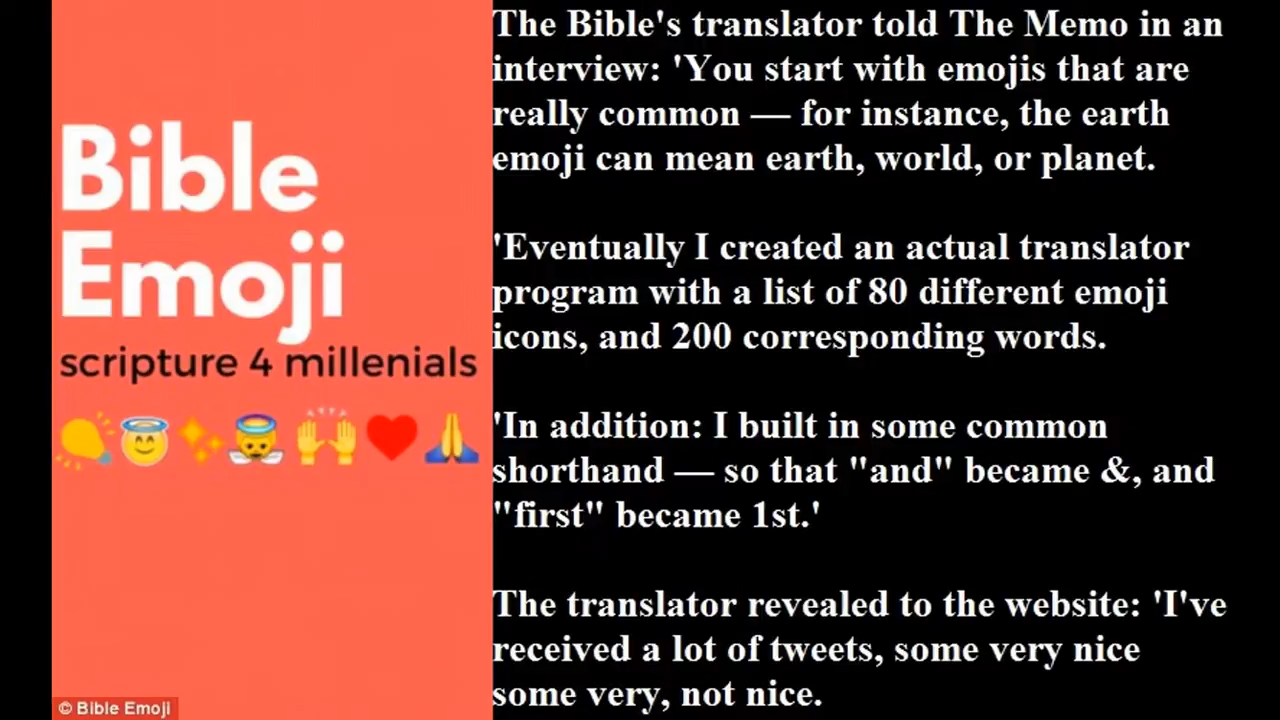 Bible
Emoji
scripture 4 millenials
© Bible Emoji
The Bible's translator told The Memo in an
interview: 'You start with emojis that are
really common — for instance, the earth
emoji can mean earth, world, or planet.
'Eventually I created an actual translator
program with a list of 80 different emoji
icons, and 200 corresponding words.
'In addition: I built in some common
shorthand — so that "and" became &, and
"first" became 1st.'
The translator revealed to the website: 'I've
received a lot of tweets, some very nice
some very, not nice.